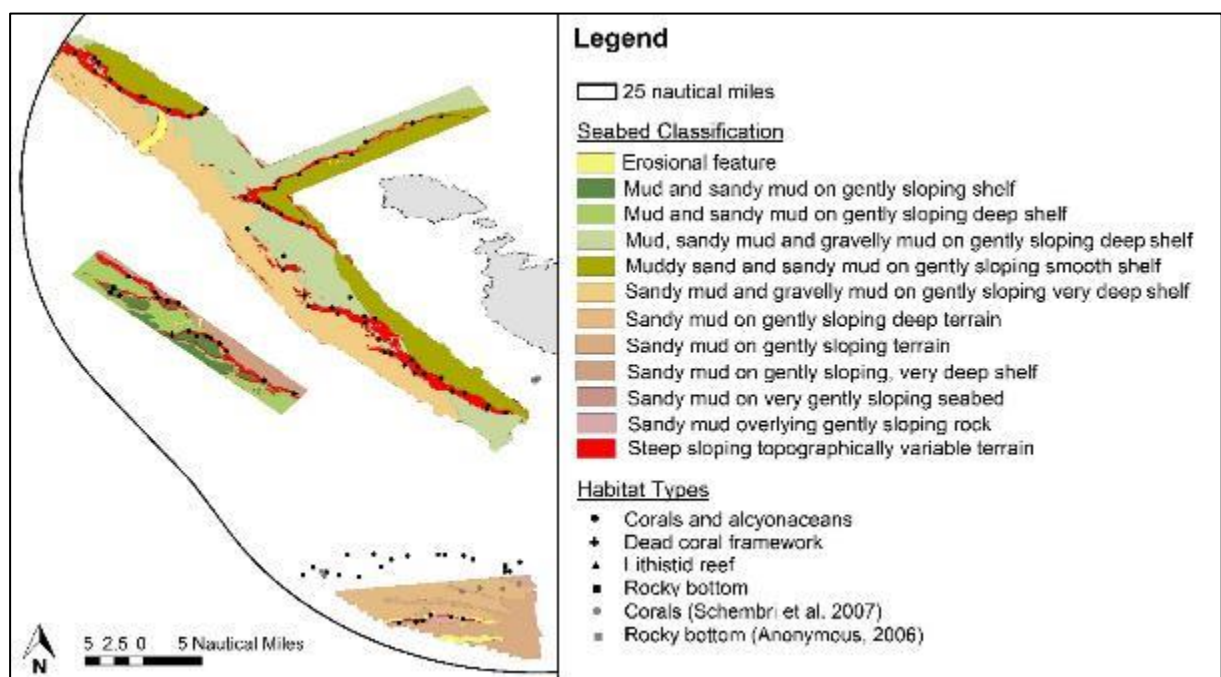 Legend
25 nautical miles
Seabed Classification
Erosional feature
Mud and sandy mud on gently sloping shelf
Mud and sandy mud on gently sloping deep shelf
Mud, sandy mud and gravelly mud on gently sloping deep shelf
Muddy sand and sandy mud on gently sloping smooth shelf
Sandy mud and gravelly mud on gently sloping very deep shelf
Sandy mud on gently sloping deep terrain
Sandy mud on gently sloping terrain
Sandy mud on gently sloping, very deep shelf
Sandy mud on very gently sloping seabed
Sandy mud overlying gently sloping rock
Steep sloping topographically variable terrain
Habitat Types
Corals and alcyonaceans
Dead coral framework
Lithistid reef
Rocky bottom
Corals (Schembri et al. 2007)
Rocky bottom (Anonymous, 2006)
N
5 2.5 0 5 Nautical Miles